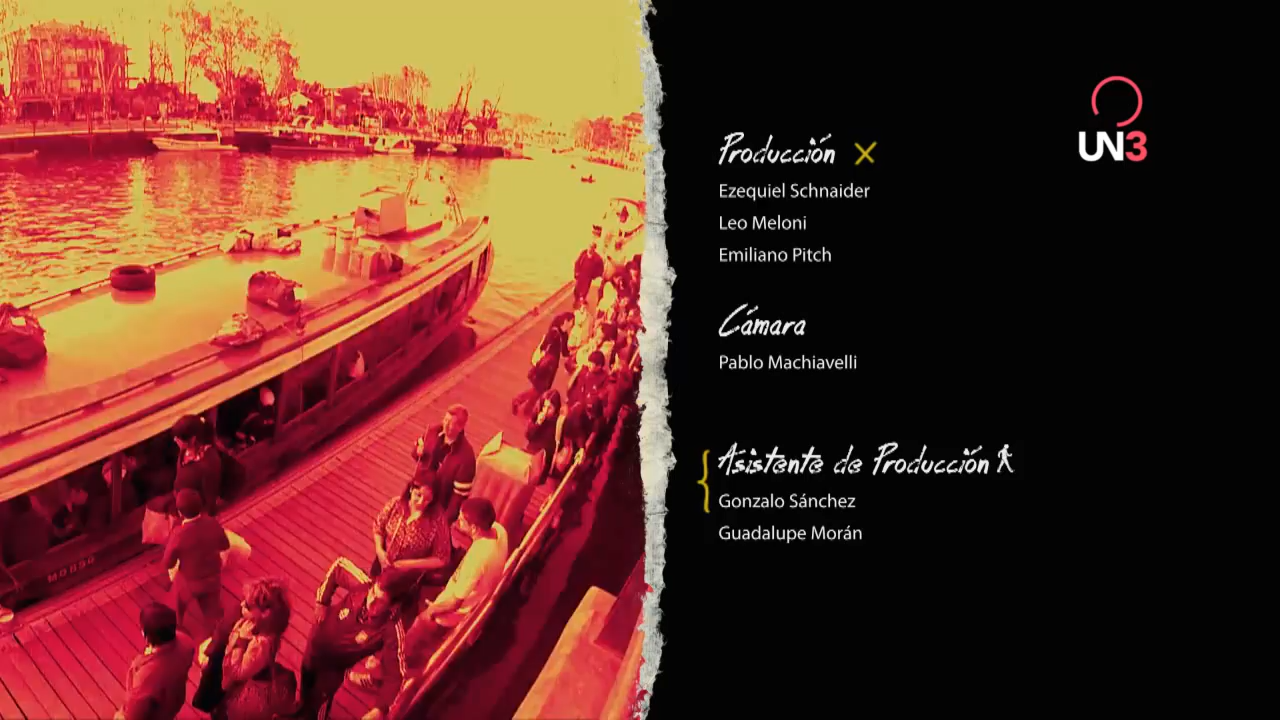 UN3
Producción
Ezequiel Schnaider
Leo Meloni
Emiliano Pitch
Cámara
Pablo Machiavelli
Asistente de Producción
Gonzalo Sánchez
Guadalupe Morán